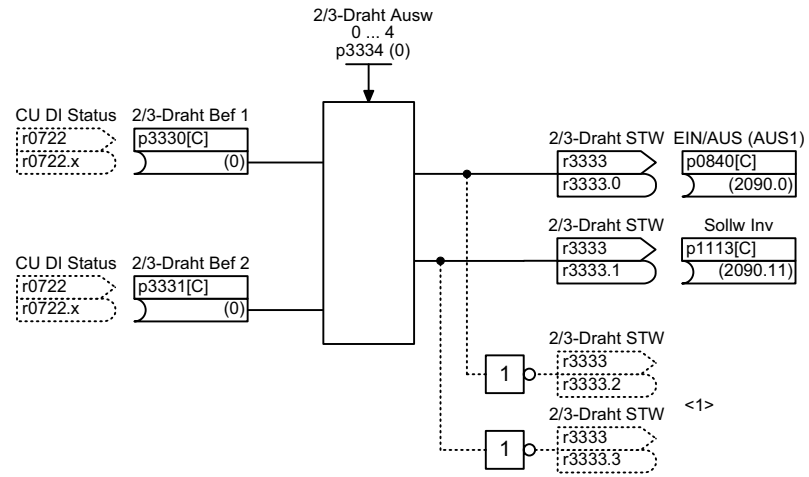 2/3-Draht Ausw
0 ... 4
p3334 (0)
CU DI Status
2/3-Draht Bef 1
r0722
r0722.x
p3330[C]
(0)
2/3-Draht STW
EIN/AUS (AUS1)
r3333
r3333.0
p0840[C]
(2090.0)
2/3-Draht STW
Sollw Inv
r3333
r3333.1
p1113[C]
(2090.11)
CU DI Status
2/3-Draht Bef 2
r0722
r0722.x
p3331[C]
(0)
2/3-Draht STW
1
r3333
r3333.2
<1>
2/3-Draht STW
1
r3333
r3333.3